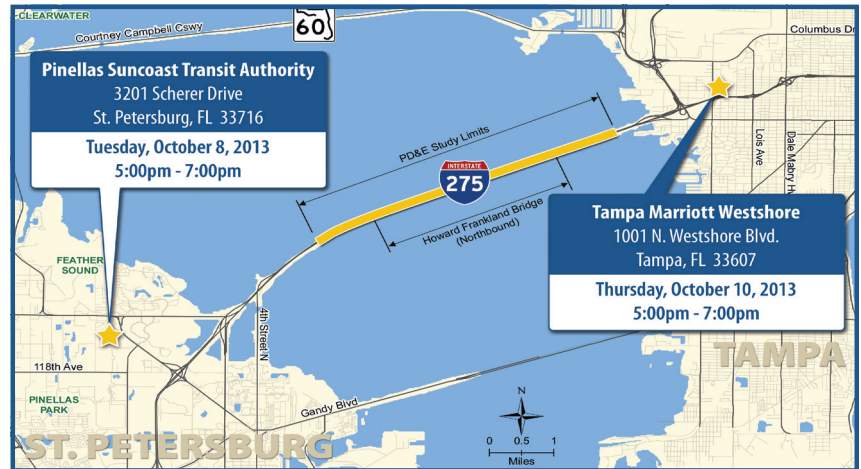 CLEARWATER
Courtney Campbell Cswy
60
Columbus Dr
Pinellas Suncoast Transit Authority
3201 Scherer Drive
St. Petersburg, FL  33716
Tuesday, October 8, 2013
5:00pm - 7:00pm
PD&E Study Limits
INTERSTATE
275
Howard Frankland Bridge
(Northbound)
Lois Ave
Dale Mabry Hw
Tampa Marriott Westshore
1001 N. Westshore Blvd.
Tampa, FL  33607
Thursday, October 10, 2013
5:00pm - 7:00pm
FEATHER
SOUND
4th Street N
118th Ave
PINELLAS
PARK
Gandy Blvd
TAMPA
ST. PETERSBURG
N
0 0.5 1
Miles